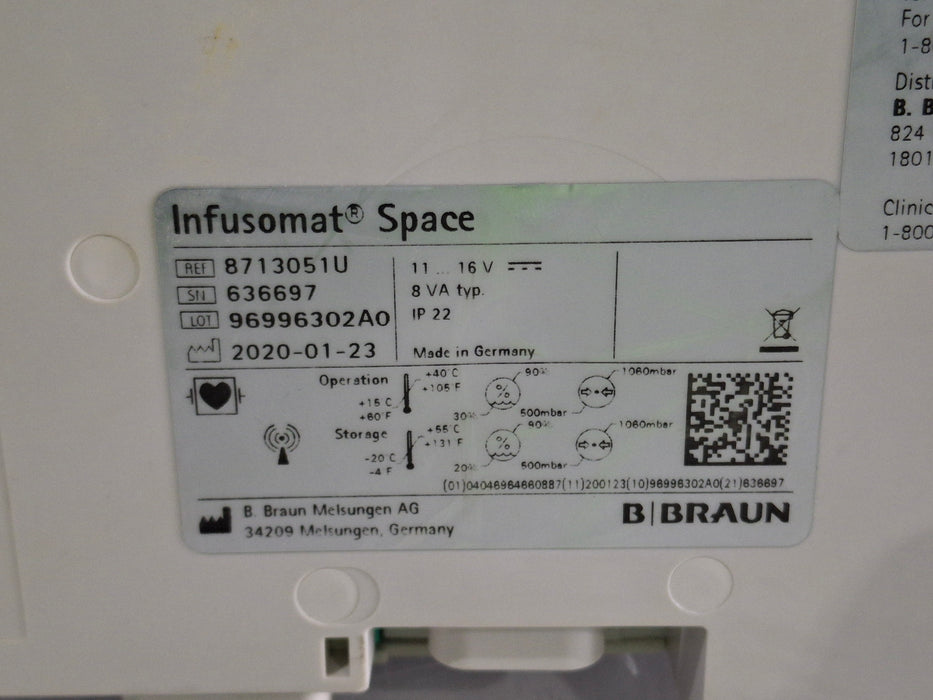 Infusomat® Space
REF 8713051U
SN 636697
LOT 96996302A0
2020-01-23
11 ... 16 V
8 VA typ.
IP 22
Made in Germany
Operation
+40 C
+105 F
+15 C
+60 F
90%
%
30%
1060mbar
500mbar
Storage
+55 C
+131 F
-20 C
-4 F
90%
%
20%
1060mbar
500mbar
(01)04046964660887(11)200123(10)96996302A0(21)636697
B. Braun Melsungen AG
34209 Melsungen, Germany
B|BRAUN
For
1-8
Dist
B. B
824
1801
Clinic
1-800